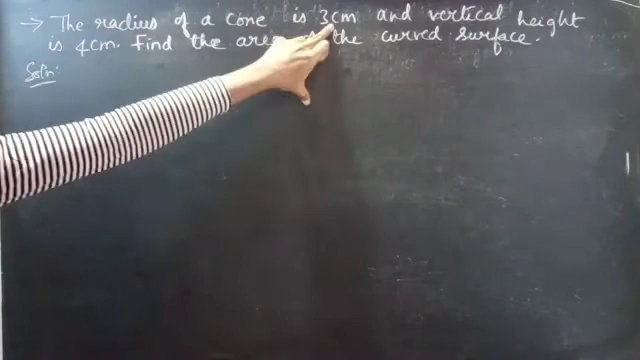 → The radius of a cone is 3cm and vertical height
is 4cm. Find the area of the curved surface.
Soln: